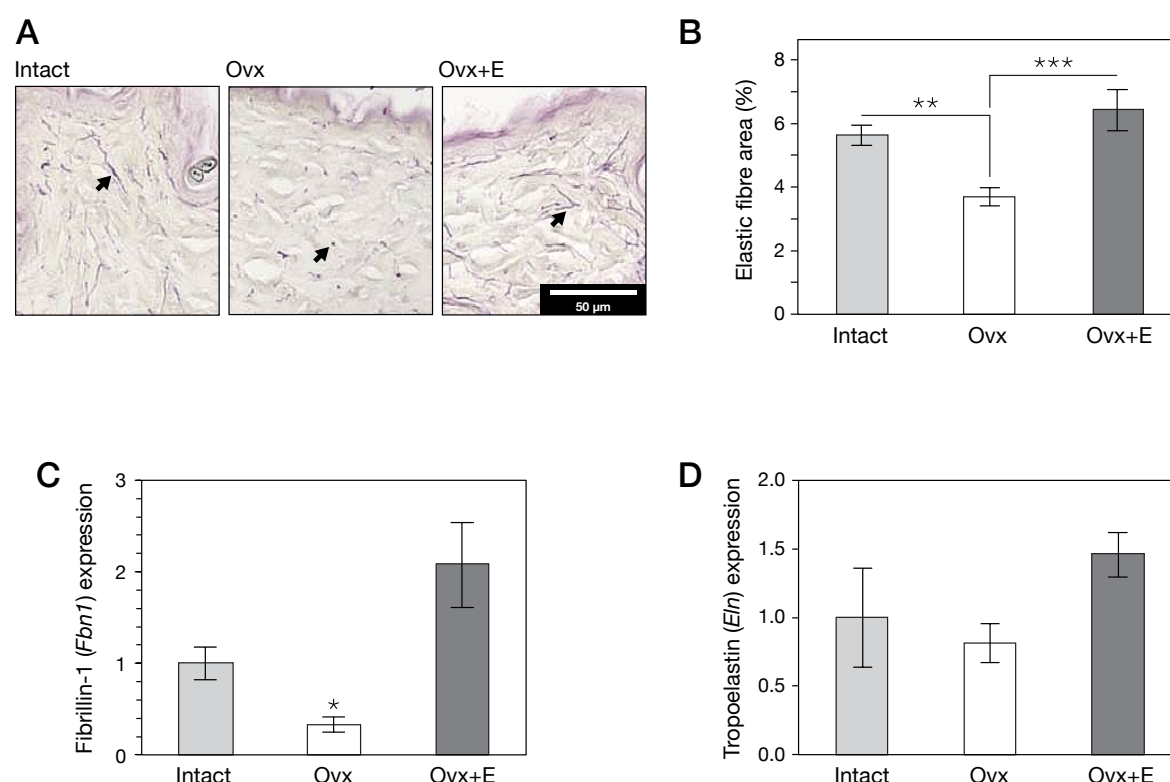 A
Intact Ovx Ovx+E
50 µm
B
Elastic fibre area (%)
8
6
4
2
0
**
***
Intact Ovx Ovx+E
C
Fibrillin-1 (Fbn1) expression
3
2
1
0
*
Intact Ovx Ovx+E
D
Tropoelastin (Eln) expression
2.0
1.5
1.0
0.5
0.0
Intact Ovx Ovx+E